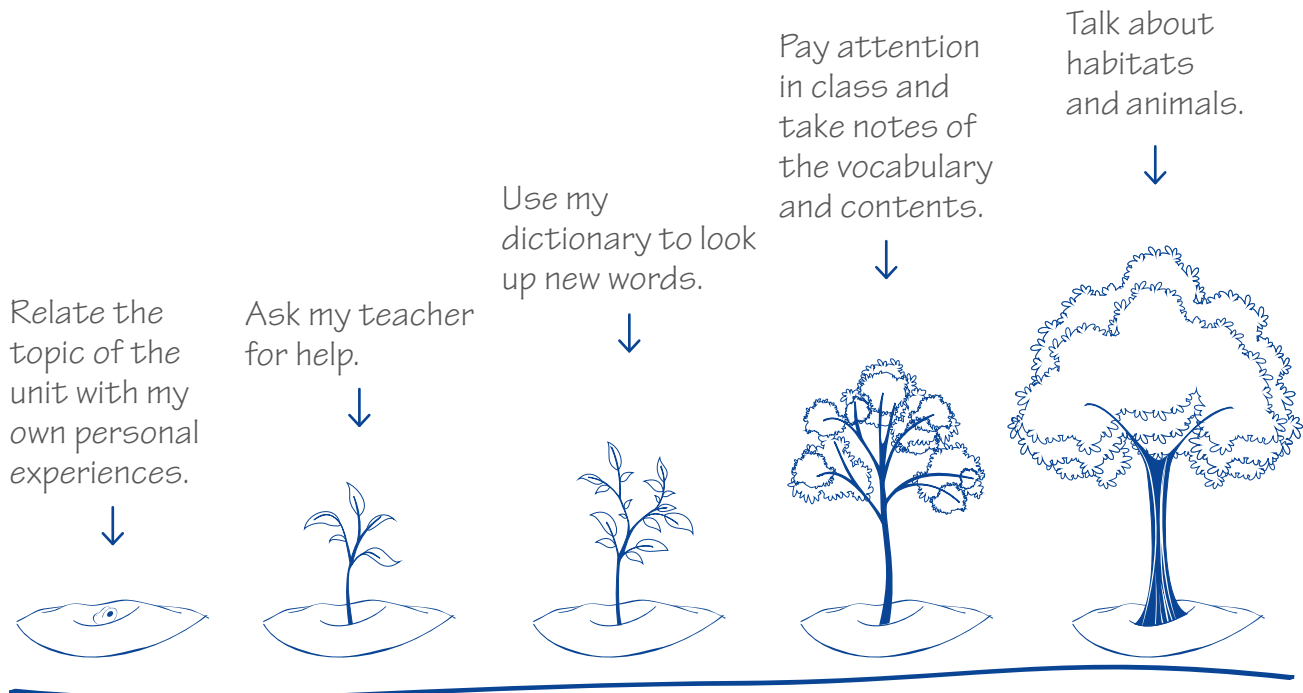 Relate the
topic of the
unit with my
own personal
experiences.
Ask my teacher
for help.
Use my
dictionary to look
up new words.
Pay attention
in class and
take notes of
the vocabulary
and contents.
Talk about
habitats
and animals.